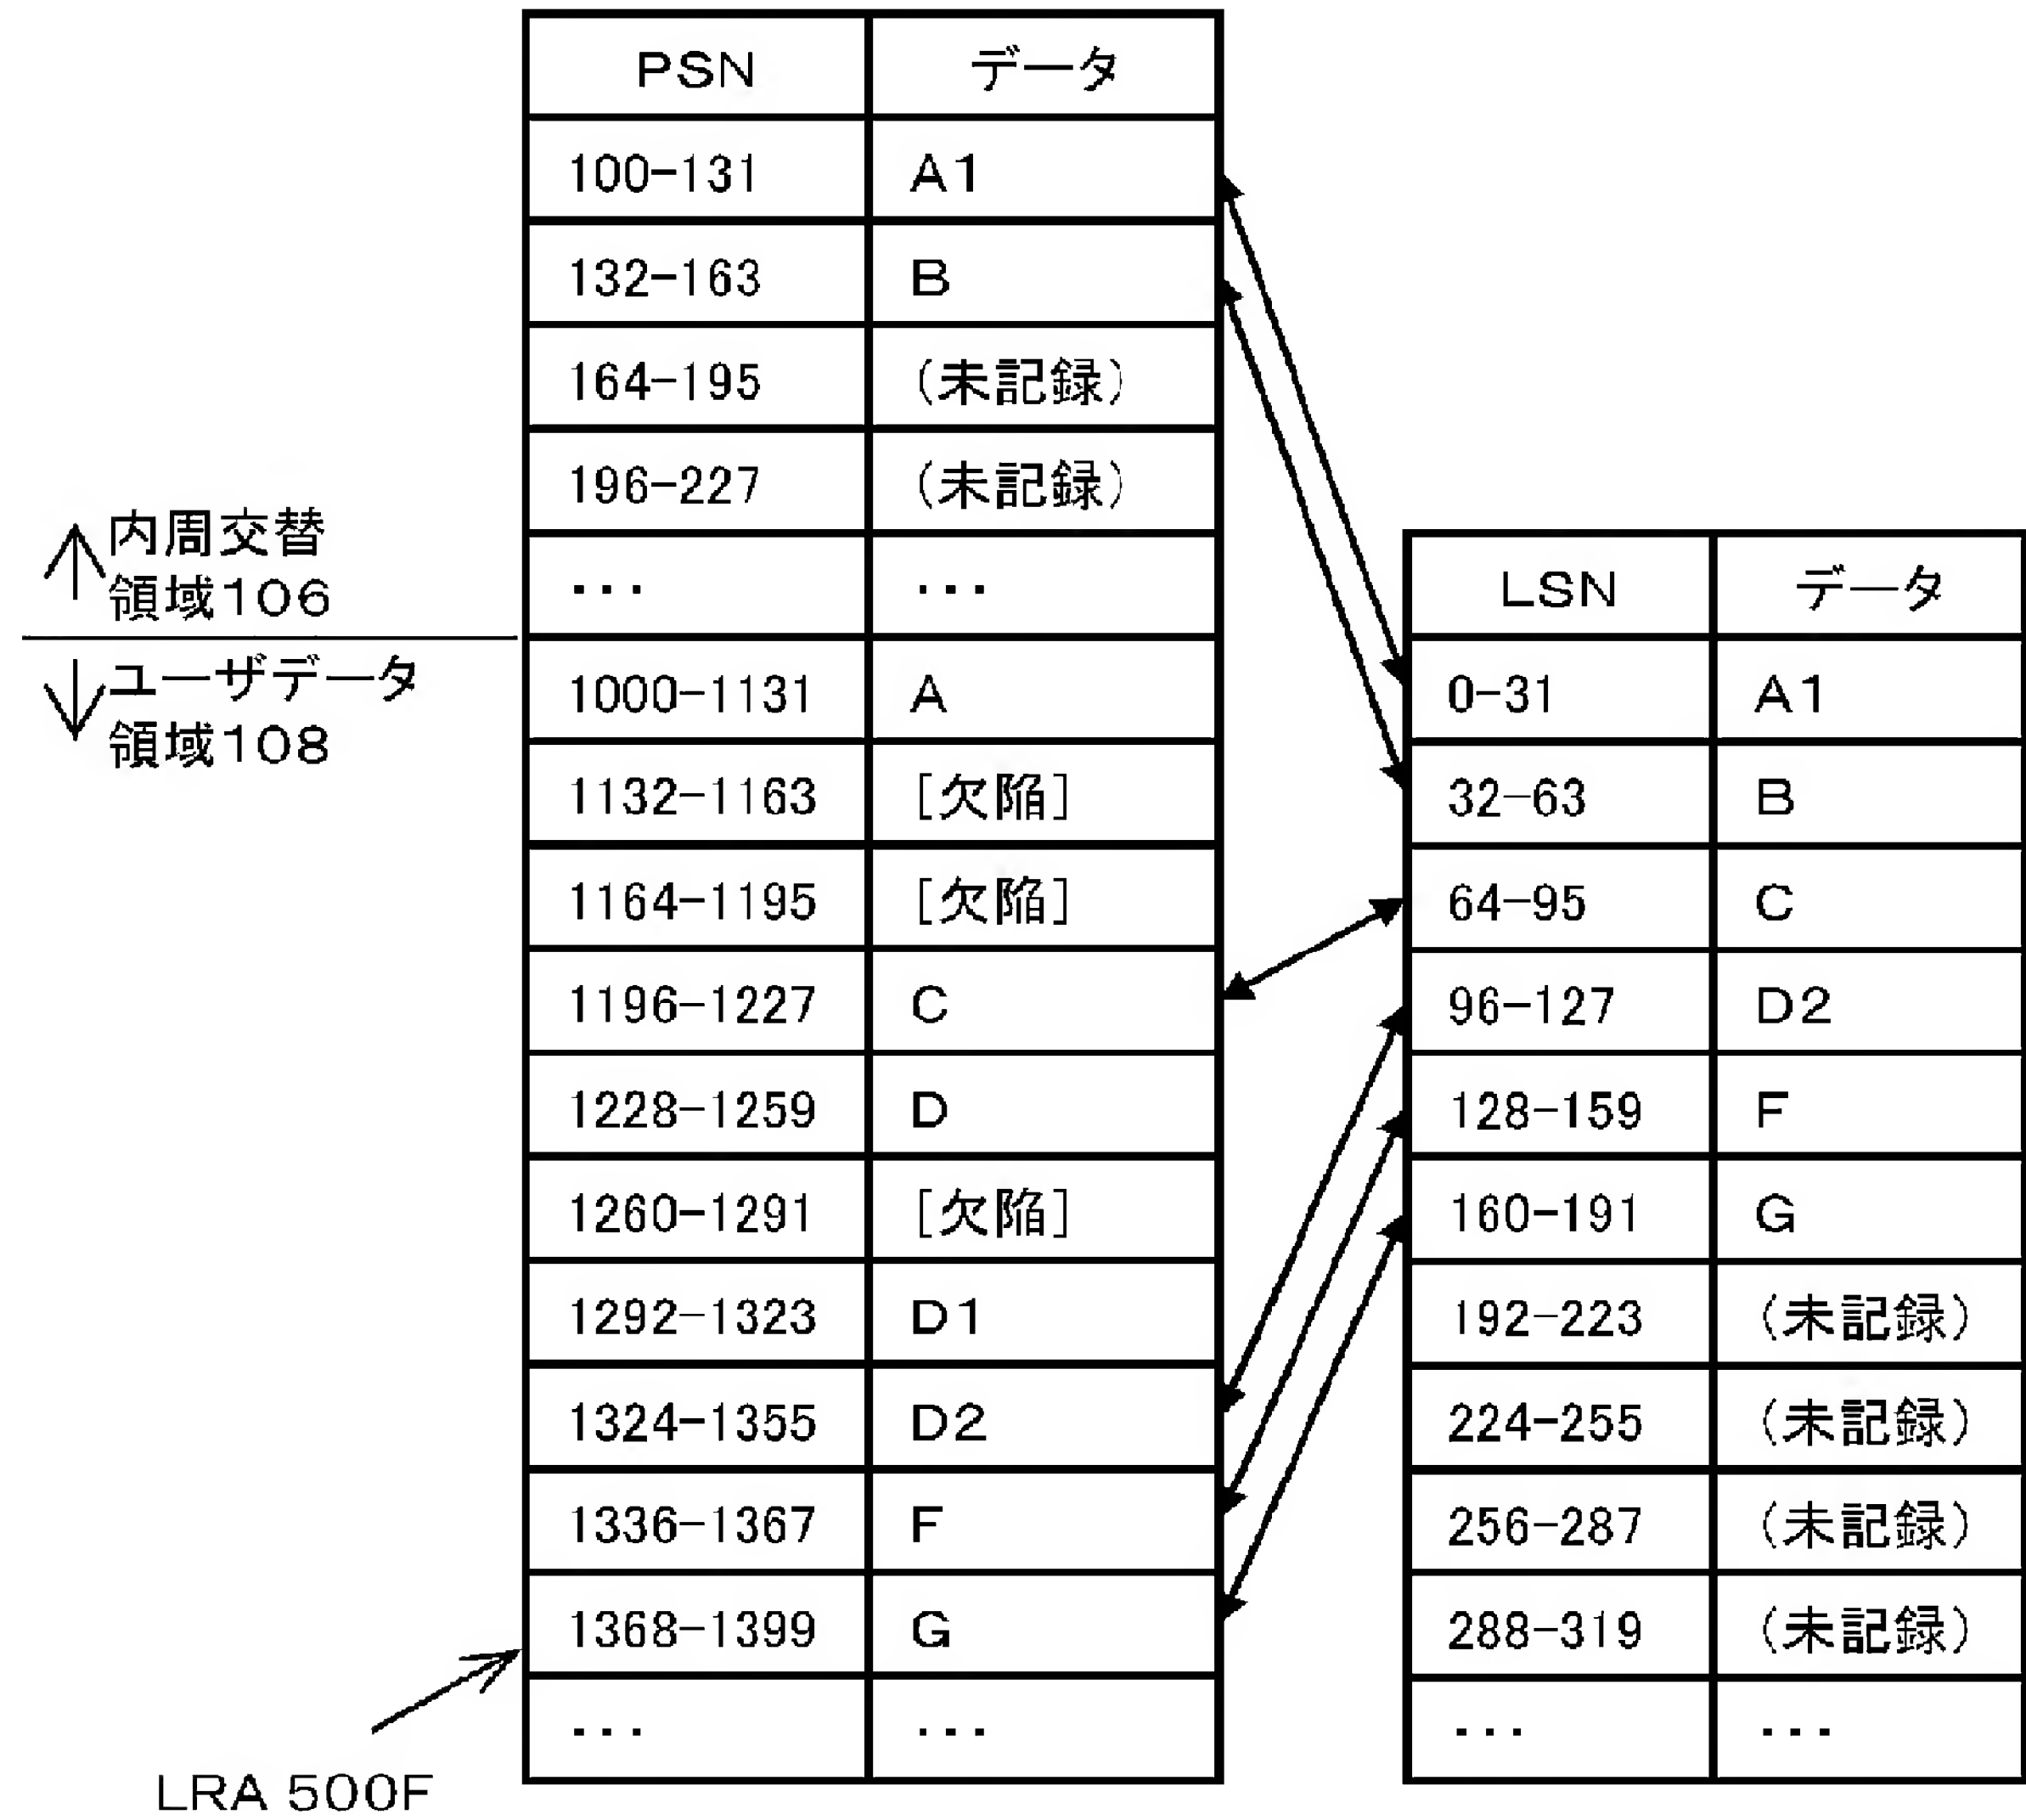 PSN データ
100-131 A1
132-163 B
164-195 (未記録)
196-227 (未記録)
... ...
1000-1131 A
1132-1163 [欠陥]
1164-1195 [欠陥]
1196-1227 C
1228-1259 D
1260-1291 [欠陥]
1292-1323 D1
1324-1355 D2
1336-1367 F
1368-1399 G
... ...
内周交替
領域106
ユーザデータ
領域108
LRA 500F
LSN データ
0-31 A1
32-63 B
64-95 C
96-127 D2
128-159 F
160-191 G
192-223 (未記録)
224-255 (未記録)
256-287 (未記録)
288-319 (未記録)
... ...